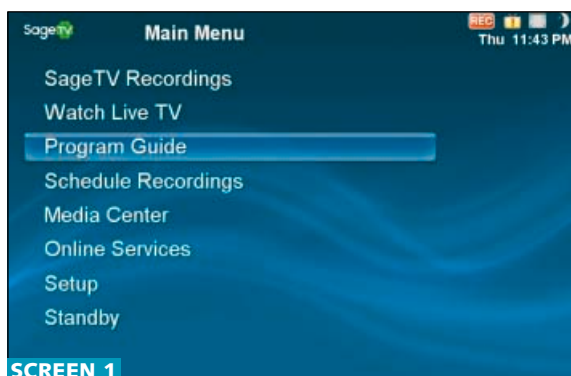 SageTV
Main Menu
REC
Thu 11:43 PM
SageTV Recordings
Watch Live TV
Program Guide
Schedule Recordings
Media Center
Online Services
Setup
Standby
SCREEN 1